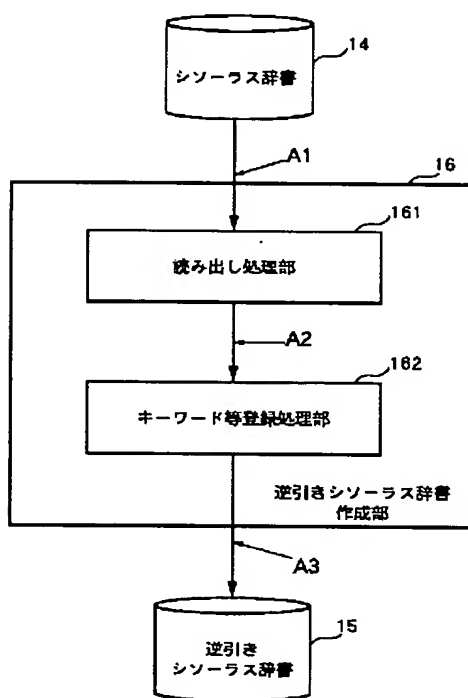 14
シソーラス辞書
A1
16
161
読み出し処理部
A2
162
キーワード等登録処理部
逆引きシソーラス辞書
作成部
A3
15
逆引き
シソーラス辞書